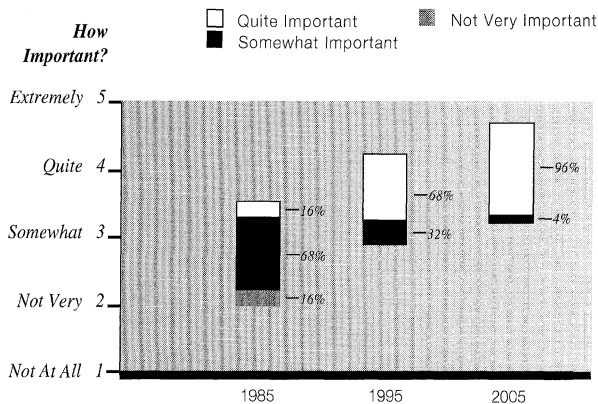 How
Important?
Quite Important
Not Very Important
Somewhat Important
Extremely 5
Quite 4
Somewhat 3
Not Very 2
Not At All 1
16%
68%
16%
68%
32%
96%
4%
1985 1995 2005